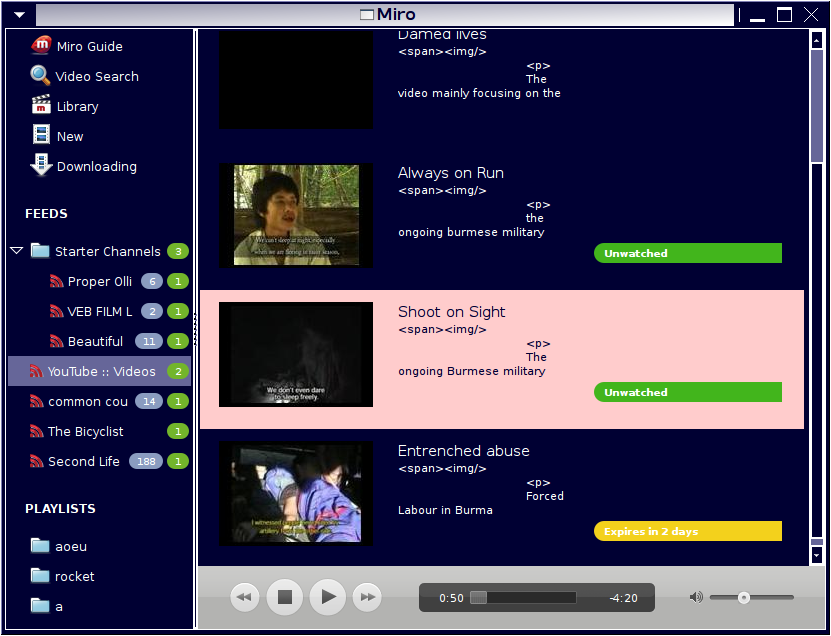 Miro
Miro Guide
Video Search
Library
New
Downloading
FEEDS
Starter Channels 3
Proper Olli 6 1
VEB FILM L 2 1
Beautiful 11 1
YouTube :: Videos 2
common cou 14 1
The Bicyclist 1
Second Life 188 1
PLAYLISTS
aoeu
rocket
a
Damed lives
<span><img/>
<p>
The
video mainly focusing on the
We can't sleep at night, especially
when we are fleeing in rainy season,
Always on Run
<span><img/>
<p>
the
ongoing burmese military
Unwatched
We don't even dare
to sleep freely.
Shoot on Sight
<span><img/>
<p>
The
ongoing Burmese military
Unwatched
I witnessed
artillery
Entrenched abuse
<span><img/>
<p>
Forced
Labour in Burma
Expires in 2 days
0:50 -4:20